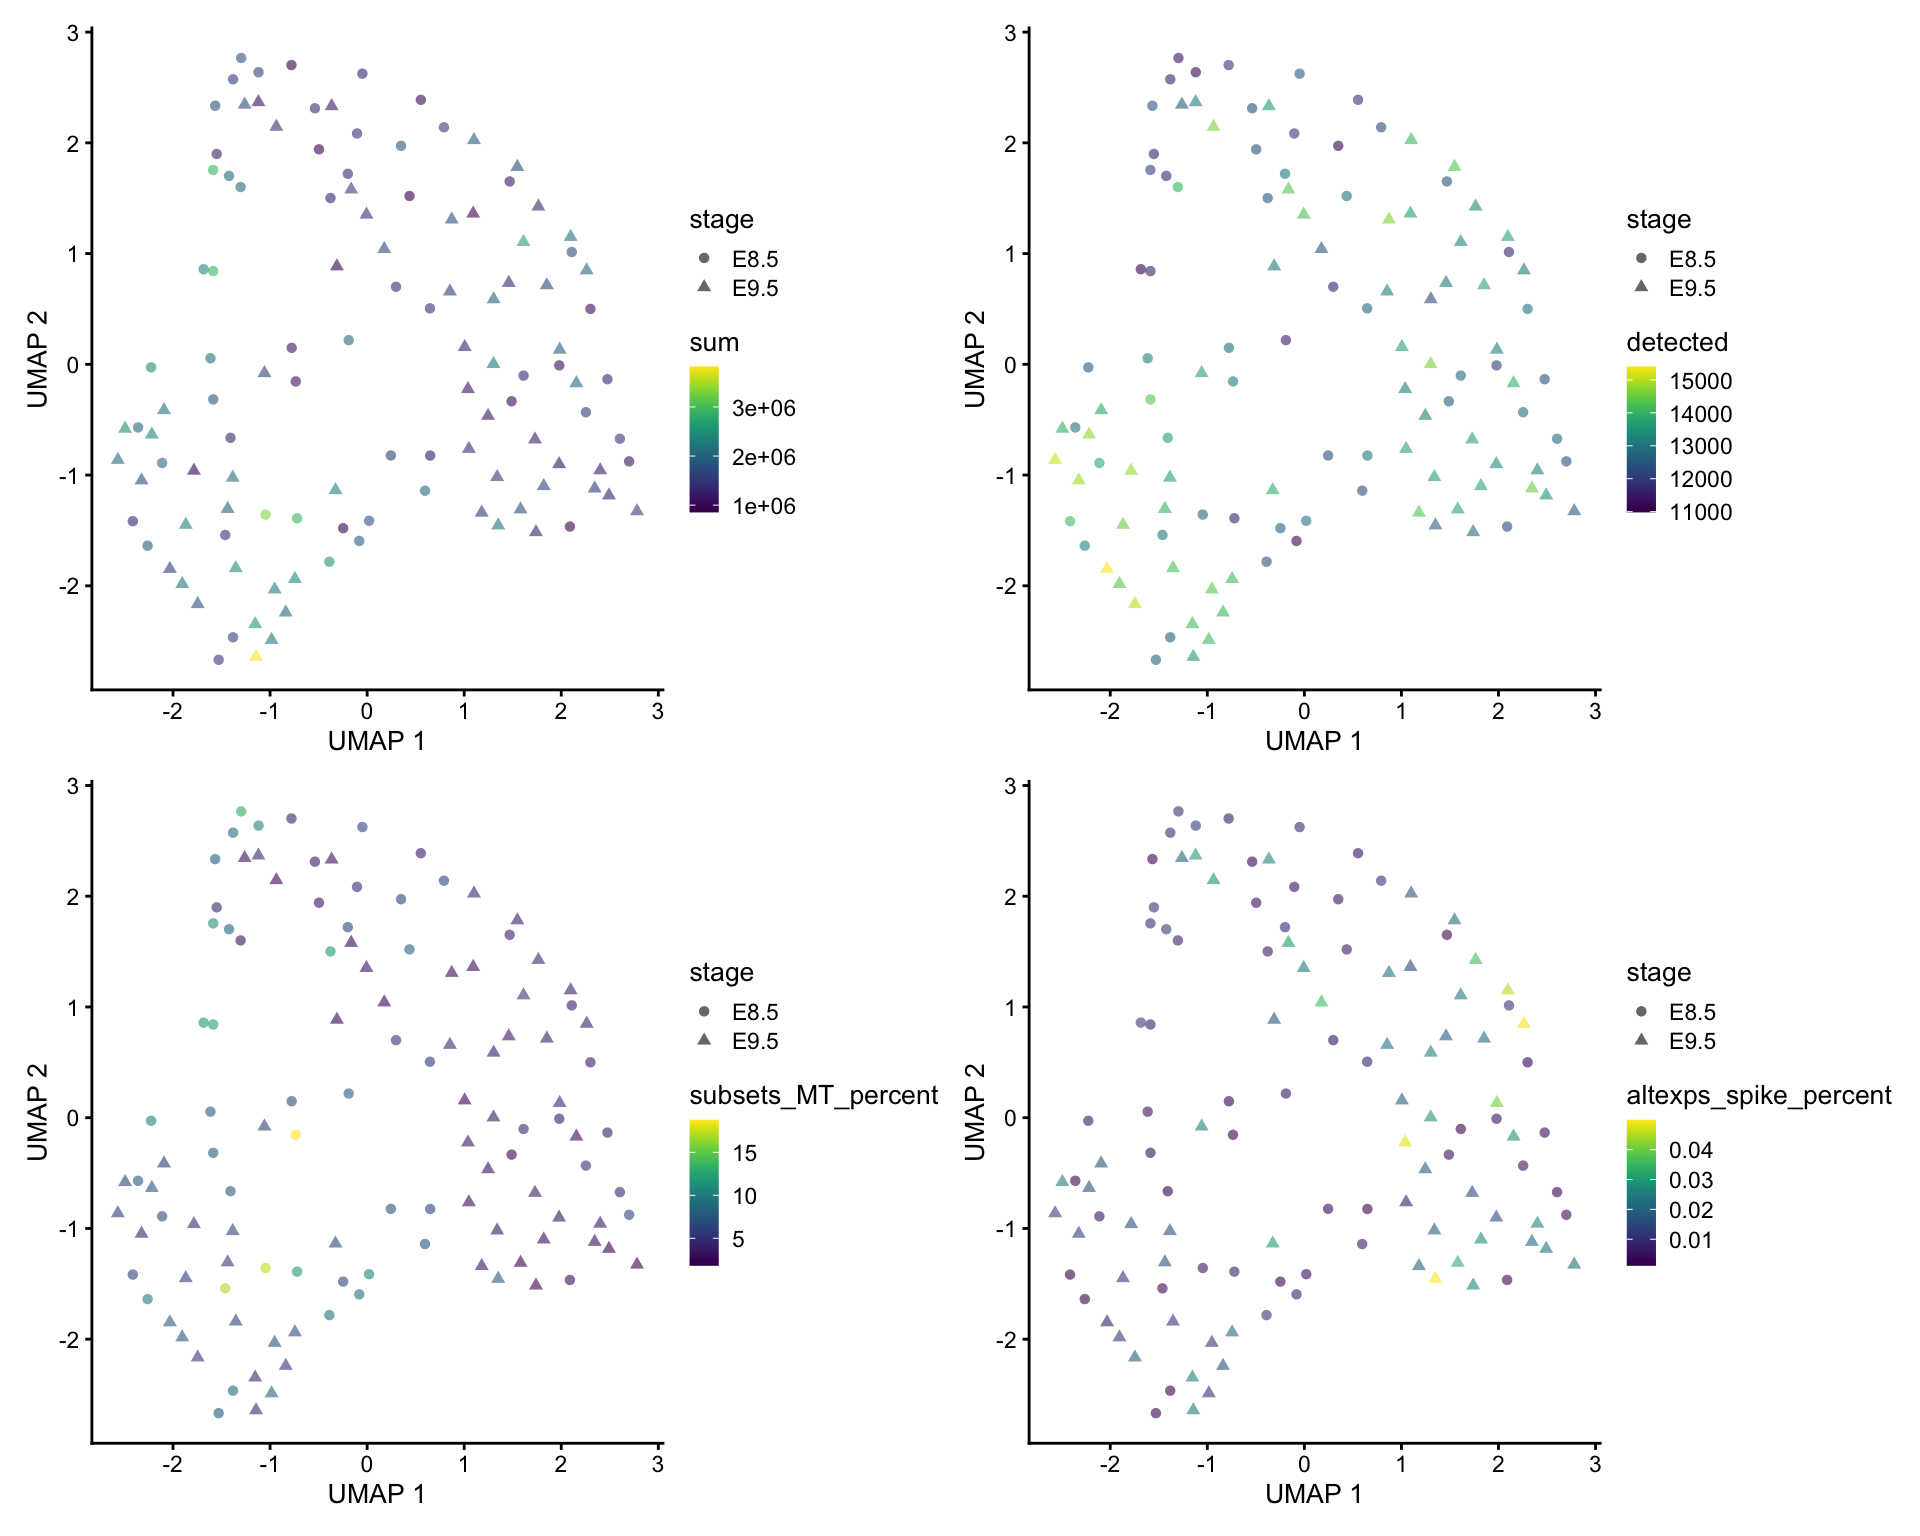 3
2
1
0
-1
-2
UMAP 2
-2 -1 0 1 2 3
UMAP 1
stage
E8.5
E9.5
sum
3e+06
2e+06
1e+06
3
2
1
0
-1
-2
UMAP 2
-2 -1 0 1 2 3
UMAP 1
stage
E8.5
E9.5
detected
15000
14000
13000
12000
11000
3
2
1
0
-1
-2
UMAP 2
-2 -1 0 1 2 3
UMAP 1
stage
E8.5
E9.5
subsets_MT_percent
15
10
5
3
2
1
0
-1
-2
UMAP 2
-2 -1 0 1 2 3
UMAP 1
stage
E8.5
E9.5
altexps_spike_percent
0.04
0.03
0.02
0.01